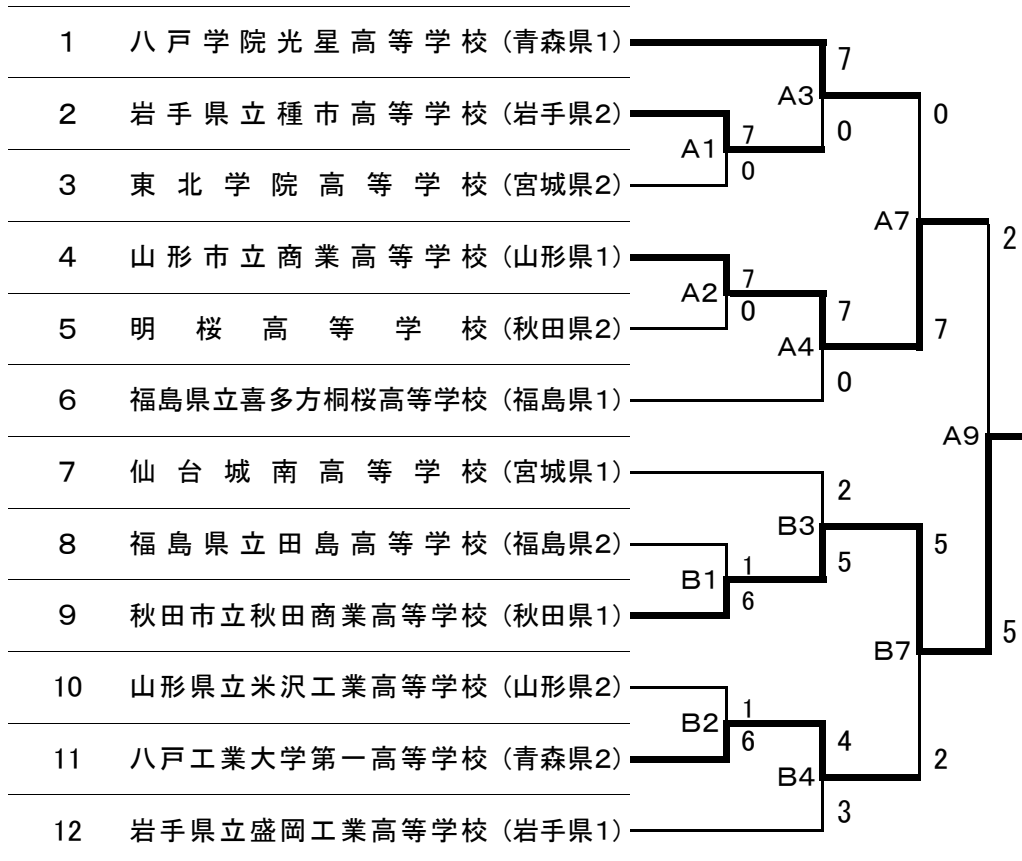 1 八戸学院光星高等学校 (青森県1)
2 岩手県立種市高等学校 (岩手県2)
3 東北学院高等学校 (宮城県2)
4 山形市立商業高等学校 (山形県1)
5 明桜高等学校 (秋田県2)
6 福島県立喜多方桐桜高等学校 (福島県1)
7 仙台城南高等学校 (宮城県1)
8 福島県立田島高等学校 (福島県2)
9 秋田市立秋田商業高等学校 (秋田県1)
10 山形県立米沢工業高等学校 (山形県2)
11 八戸工業大学第一高等学校 (青森県2)
12 岩手県立盛岡工業高等学校 (岩手県1)
A1
7
0
A2
7
0
B1
1
6
B2
1
6
A3
7
0
A4
7
0
B3
2
5
B4
4
3
A7
0
7
B7
5
2
A9
2
5